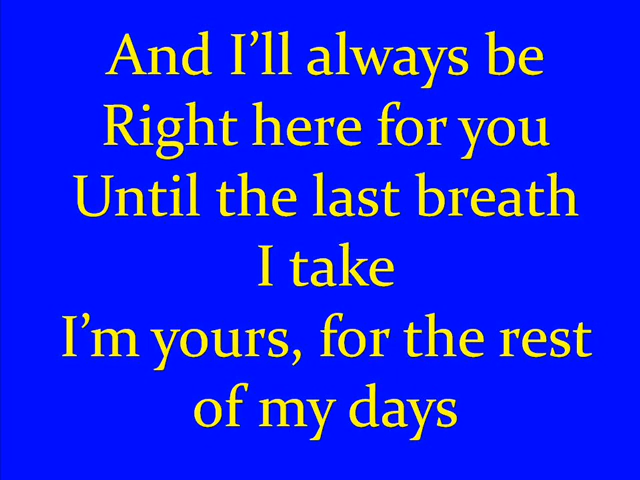 And I’ll always be
Right here for you
Until the last breath
I take
I’m yours, for the rest
of my days